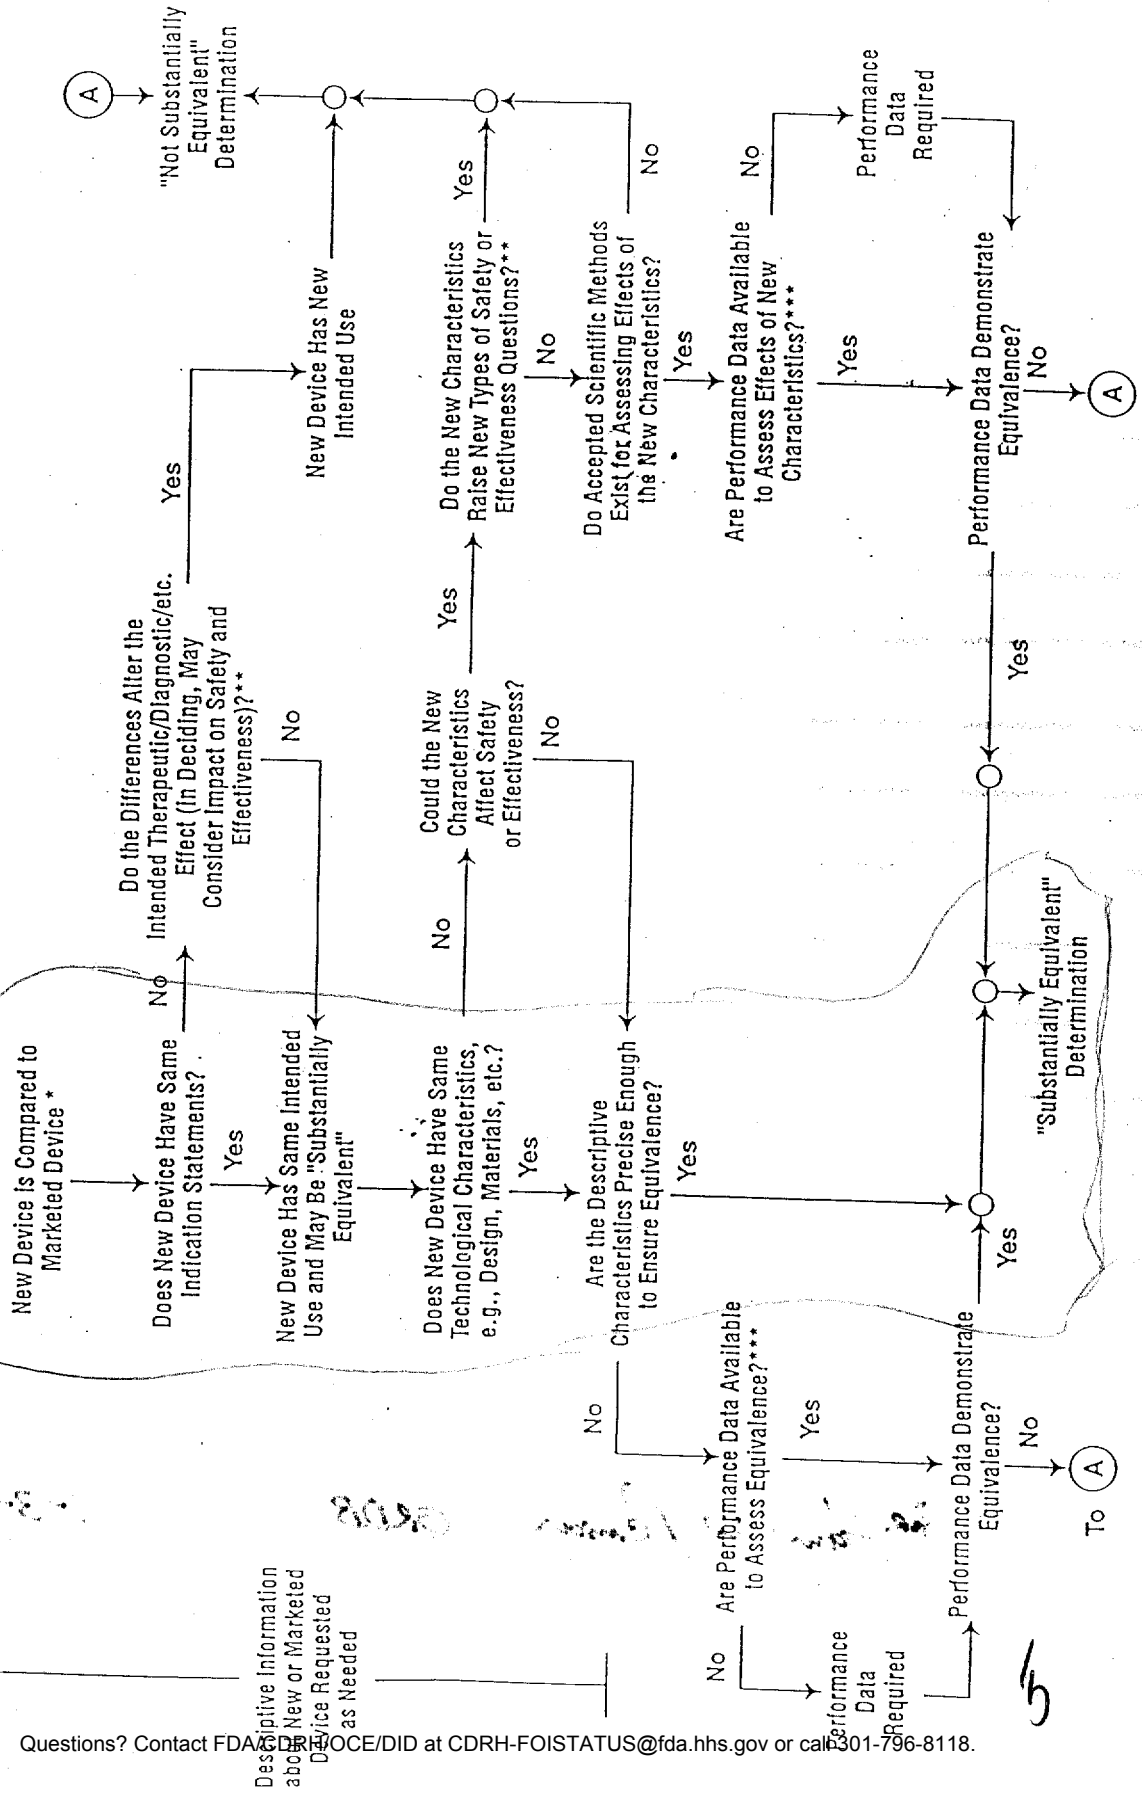 New Device is Compared to
Marketed Device *
Descriptive Information
about New or Marketed
Device Requested
as Needed
Does New Device Have Same
Indication Statements?
No
Do the Differences Alter the
Intended Therapeutic/Diagnostic/etc.
Effect (in Deciding, May
Consider Impact on Safety and
Effectiveness)?**
Yes
"Not Substantially
Equivalent"
Determination
A
Yes
No
New Device Has New
Intended Use
New Device Has Same Intended
Use and May Be "Substantially
Equivalent"
Does New Device Have Same
Technological Characteristics,
e.g., Design, Materials, etc.?
No
Could the New
Characteristics
Affect Safety
or Effectiveness?
Yes
Do the New Characteristics
Raise New Types of Safety or
Effectiveness Questions?**
Yes
Yes
No
No
Are the Descriptive
Characteristics Precise Enough
to Ensure Equivalence?
Do Accepted Scientific Methods
Exist for Assessing Effects of
the New Characteristics?
No
No
Yes
Yes
Are Performance Data Available
to Assess Equivalence?***
Are Performance Data Available
to Assess Effects of New
Characteristics?***
No
No
Yes
Yes
Performance
Data
Required
Performance
Data
Required
Performance Data Demonstrate
Equivalence?
Yes
Yes
Performance Data Demonstrate
Equivalence?
No
No
To
A
"Substantially Equivalent"
Determination
A
Questions? Contact FDA/CDRH/OCE/DID at CDRH-FOISTATUS@fda.hhs.gov or call 301-796-8118.